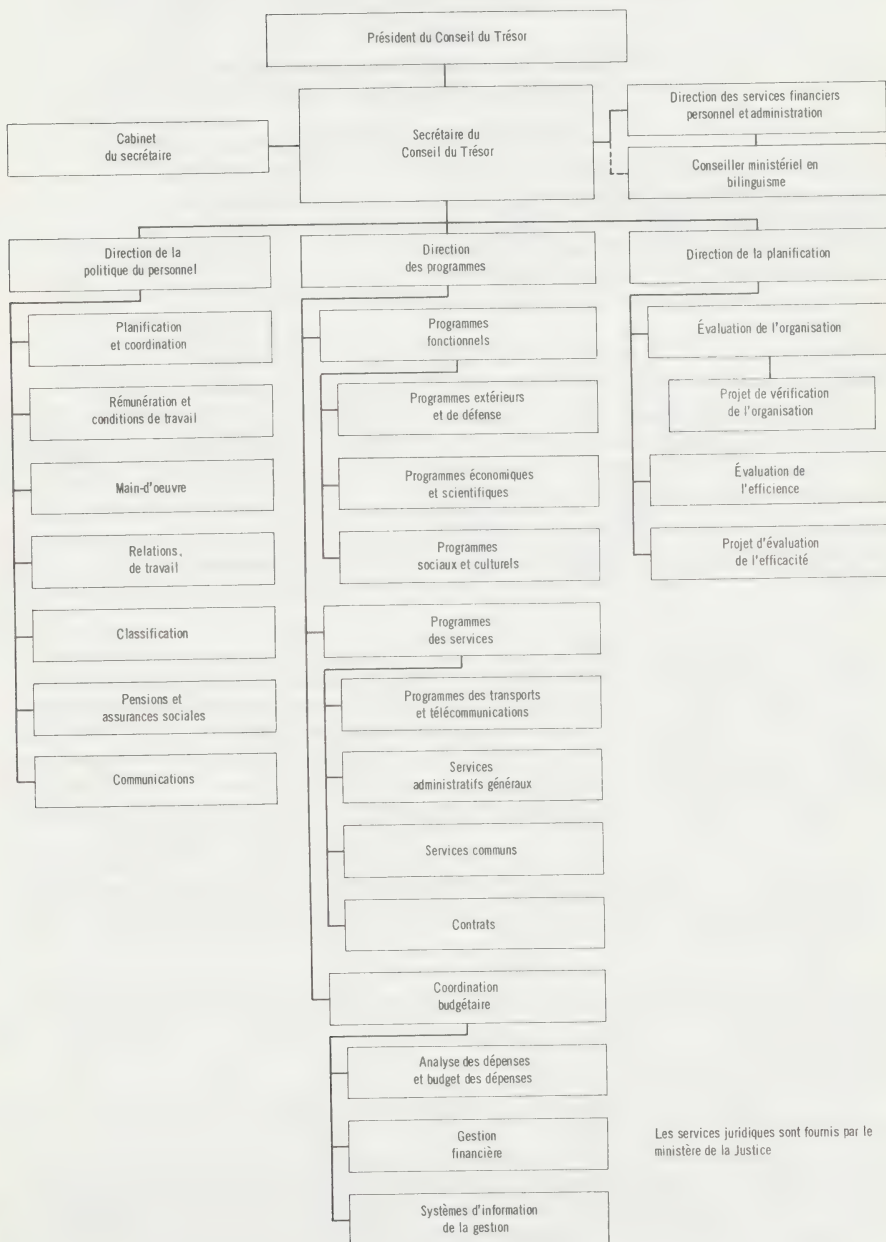 Président du Conseil du Trésor
Secrétaire du
Conseil du Trésor
Cabinet
du secrétaire
Direction des services financiers
personnel et administration
Conseiller ministériel en
bilinguisme
Direction de la
politique du personnel
Planification
et coordination
Rémunération et
conditions de travail
Main-d'oeuvre
Relations.
de travail
Classification
Pensions et
assurances sociales
Communications
Direction
des programmes
Programmes
fonctionnels
Programmes extérieurs
et de défense
Programmes économiques
et scientifiques
Programmes
sociaux et culturels
Programmes
des services
Programmes des transports
et télécommunications
Services
administratifs généraux
Services communs
Contrats
Coordination
budgétaire
Analyse des dépenses
et budget des dépenses
Gestion
financière
Systèmes d'information
de la gestion
Direction de la planification
Évaluation de l'organisation
Projet de vérification
de l'organisation
Évaluation de
l'efficience
Projet d'évaluation
de l'efficacité
Les services juridiques sont fournis par le
ministère de la Justice